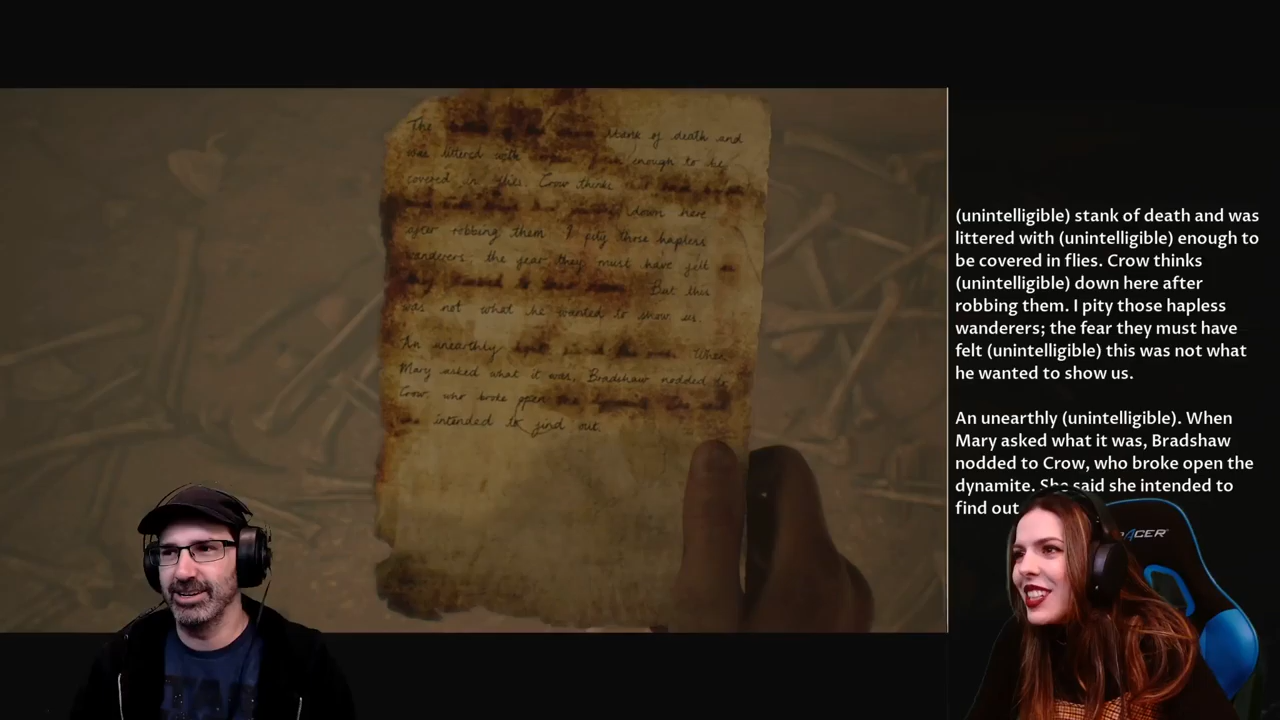 The stank of death and
was littered with enough to be
covered in flies. Crow thinks
down here
after robbing them. I pity those hapless
wanderers; the fear they must have felt
But this
was not what he wanted to show us.
An unearthly When
Mary asked what it was, Bradshaw nodded to
Crow, who broke open the
intended to find out.
(unintelligible) stank of death and was
littered with (unintelligible) enough to
be covered in flies. Crow thinks
(unintelligible) down here after
robbing them. I pity those hapless
wanderers; the fear they must have
felt (unintelligible) this was not what
he wanted to show us.
An unearthly (unintelligible). When
Mary asked what it was, Bradshaw
nodded to Crow, who broke open the
dynamite. She said she intended to
find out